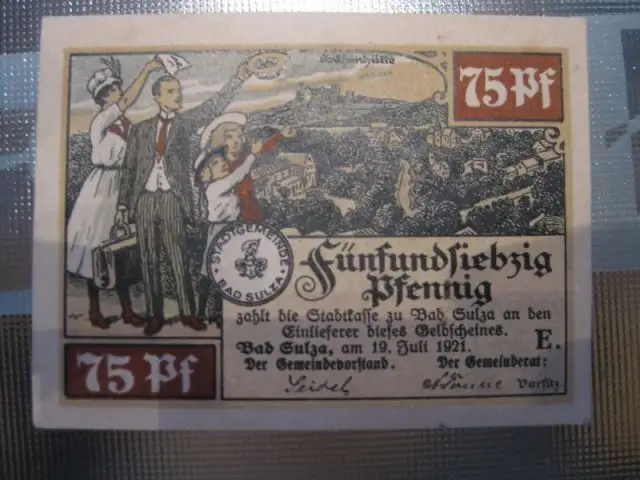 75 Pf
STADTGEMEINDE
BAD SULZA
Fünfundsiebzig
Pfennig
zahlt die Stadtkasse zu Bad Sulza an den
Einlieferer dieses Geldscheines.
Bad Sulza, am 19. Juli 1921.
E.
Der Gemeindevorstand. Der Gemeinderat:
Seidel
Vorsitz.
75 Pf